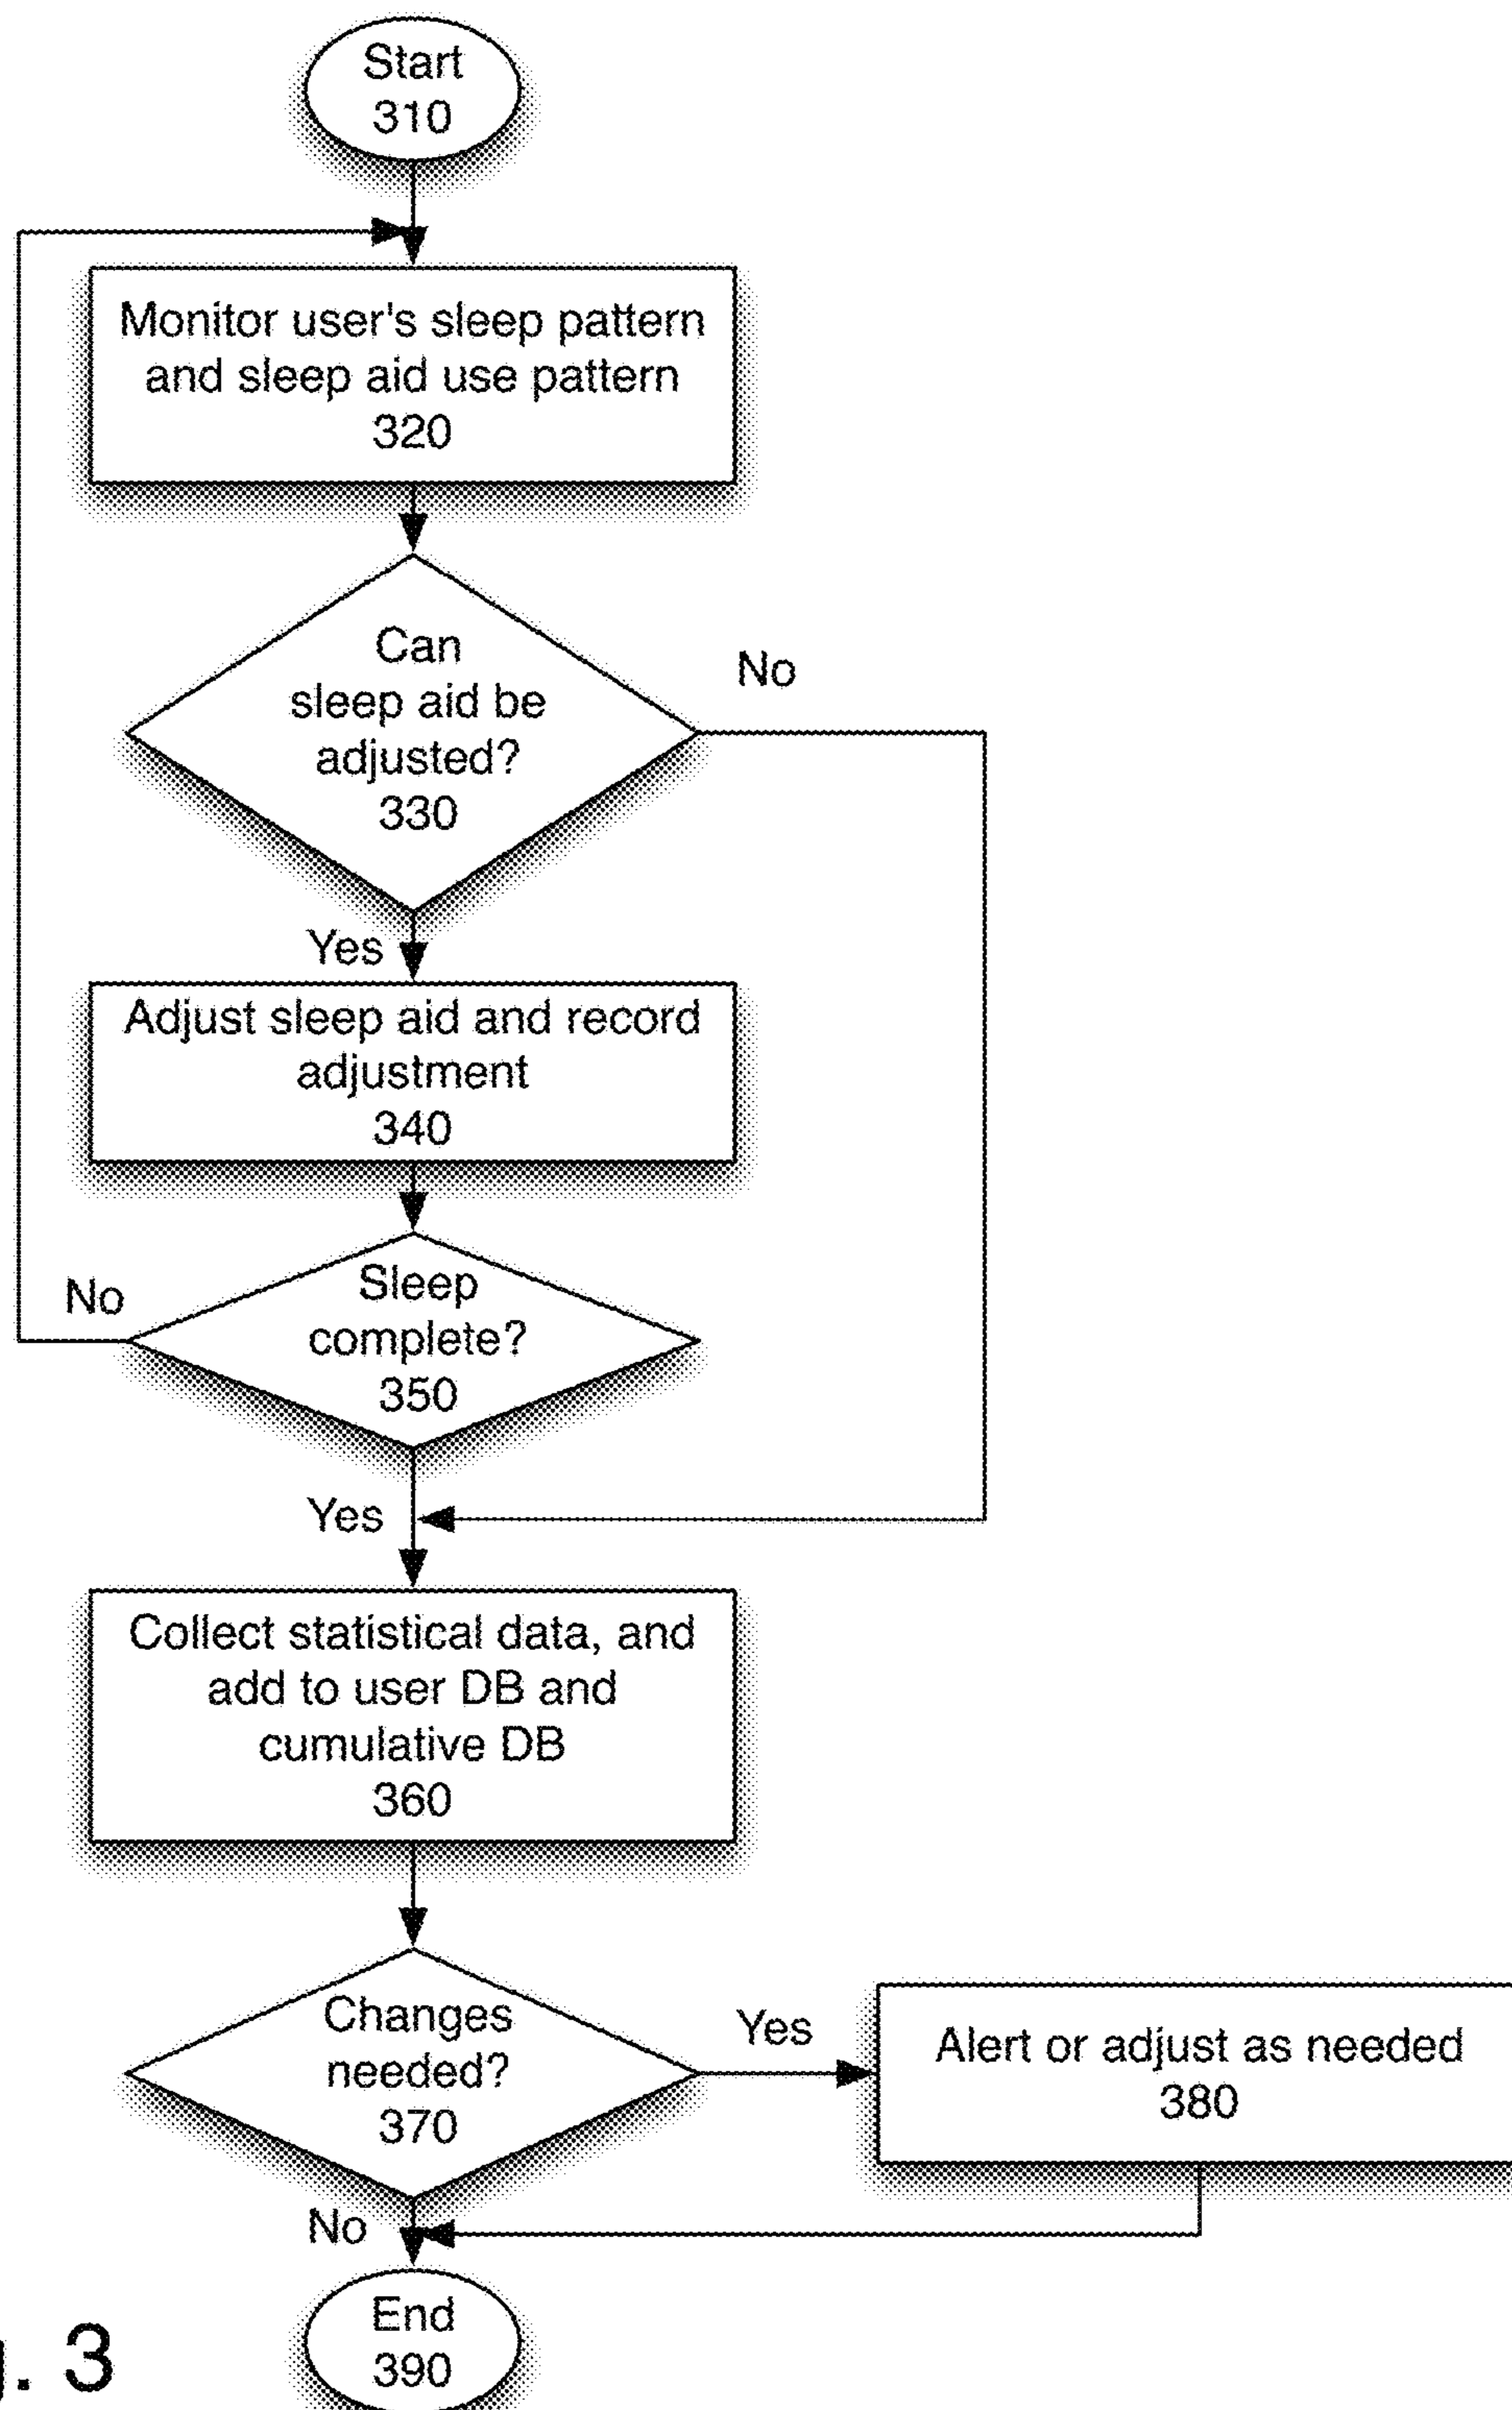 Start
310
Monitor user's sleep pattern
and sleep aid use pattern
320
Can
sleep aid be
adjusted?
330
No
Yes
Adjust sleep aid and record
adjustment
340
Sleep
complete?
350
No
Yes
Collect statistical data, and
add to user DB and
cumulative DB
360
Changes
needed?
370
Yes
Alert or adjust as needed
380
No
End
390
g. 3